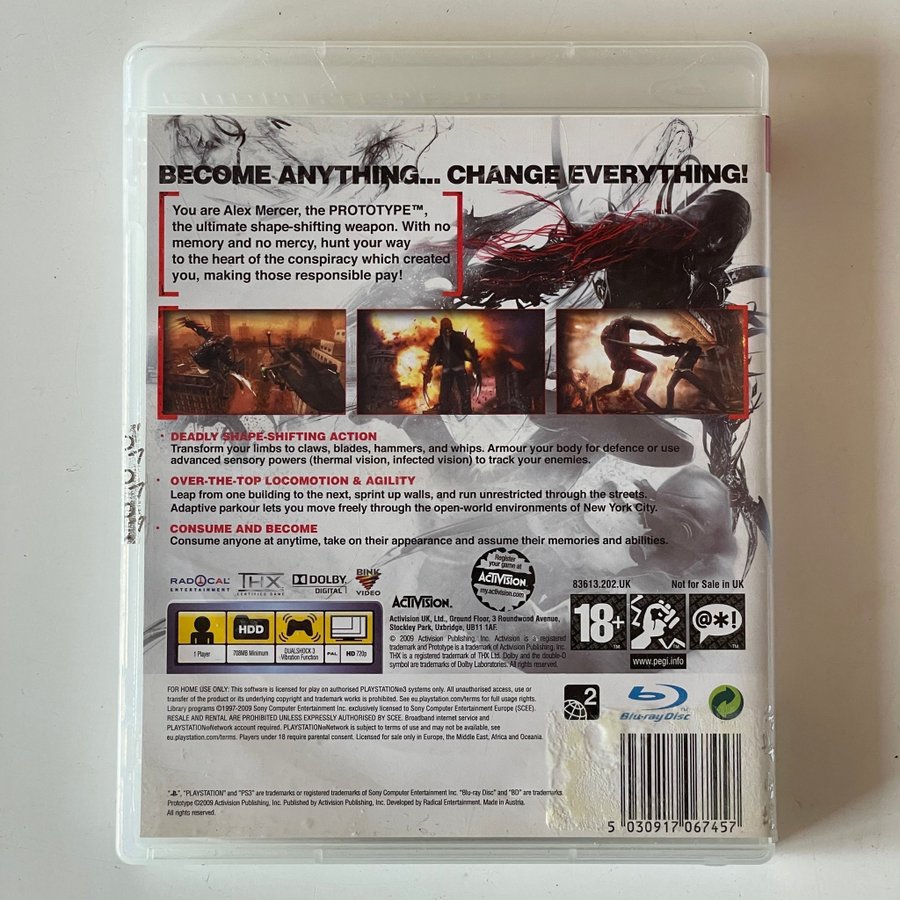 BECOME ANYTHING... CHANGE EVERYTHING!
You are Alex Mercer, the PROTOTYPE™,
the ultimate shape-shifting weapon. With no
memory and no mercy, hunt your way
to the heart of the conspiracy which created
you, making those responsible pay!
· DEADLY SHAPE-SHIFTING ACTION
Transform your limbs to claws, blades, hammers, and whips. Armour your body for defence or use
advanced sensory powers (thermal vision, infected vision) to track your enemies.
· OVER-THE-TOP LOCOMOTION & AGILITY
Leap from one building to the next, sprint up walls, and run unrestricted through the streets.
Adaptive parkour lets you move freely through the open-world environments of New York City.
· CONSUME AND BECOME
Consume anyone at anytime, take on their appearance and assume their memories and abilities.
RADICAL
ENTERTAINMENT
THX
CERTIFIED GAME
DOLBY
DIGITAL
BINK
VIDEO
ACTIVISION.
Register
your game at
ACTIVISION
my.activision.com
83613.202.UK
Not for Sale in UK
Activision UK, Ltd., Ground Floor, 3 Roundwood Avenue,
Stockley Park, Uxbridge, UB11 1AF.
© 2009 Activision Publishing, Inc. Activision is a registered
trademark and Prototype is a trademark of Activision Publishing, Inc.
THX is a registered trademark of THX Ltd. Dolby and the double-D
symbol are trademarks of Dolby Laboratories. All rights reserved.
18+
@*!
www.pegi.info
HDD
1 Player
708MB Minimum
DUALSHOCK 3
Vibration Function
PAL
HD 720p
FOR HOME USE ONLY: This software is licensed for play on authorised PLAYSTATION®3 systems only. All unauthorised access, use or
transfer of the product or its underlying copyright and trademark works is prohibited. See eu.playstation.com/terms for full usage rights.
Library programs ©1997-2009 Sony Computer Entertainment Inc. exclusively licensed to Sony Computer Entertainment Europe (SCEE).
RESALE AND RENTAL ARE PROHIBITED UNLESS EXPRESSLY AUTHORISED BY SCEE. Broadband internet service and
PLAYSTATION®Network account required. PLAYSTATION®Network is subject to terms of use and may not be available, see
eu.playstation.com/terms. Players under 18 require parental consent. Licensed for sale only in Europe, the Middle East, Africa and Oceania.
2
Blu-ray Disc
™
", "PLAYSTATION" and "PS3" are trademarks or registered trademarks of Sony Computer Entertainment Inc. "Blu-ray Disc" and "BD" are trademarks.
Prototype ©2009 Activision Publishing, Inc. Published by Activision Publishing, Inc. Developed by Radical Entertainment. Made in Austria.
All rights reserved.
5 030917 067457